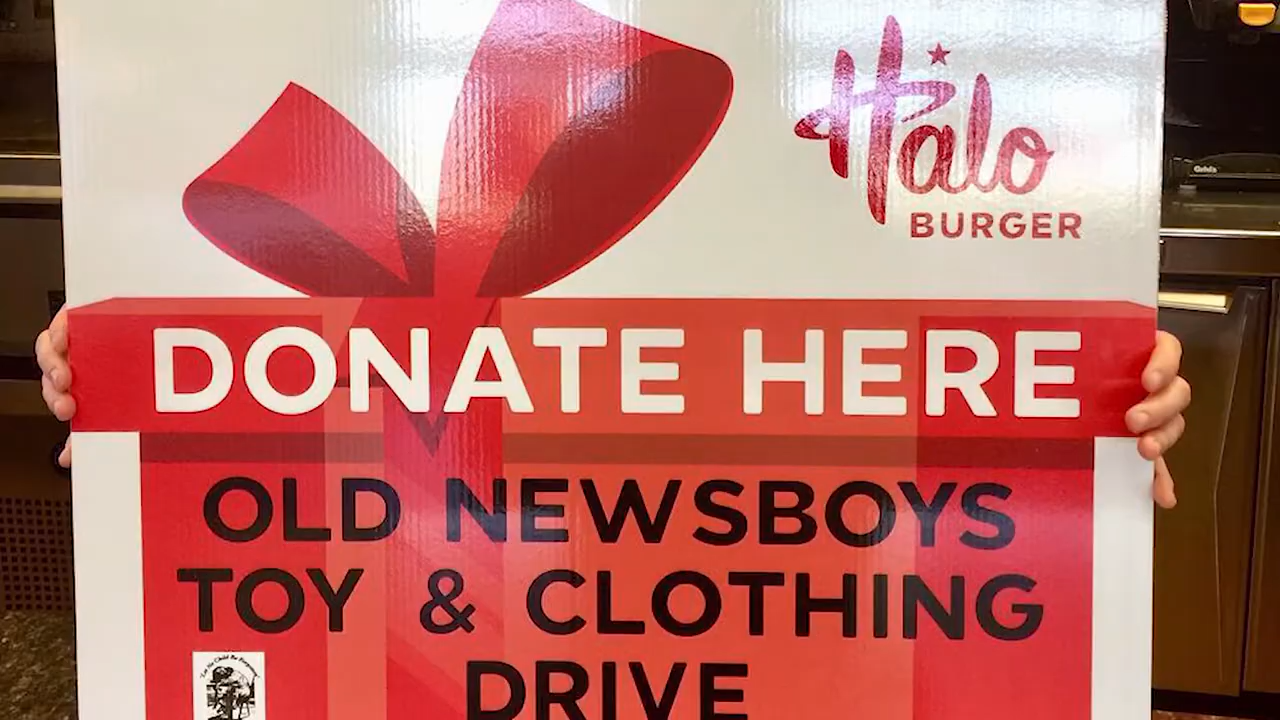 Halo
BURGER
DONATE HERE
OLD NEWSBOYS
TOY & CLOTHING
DRIVE